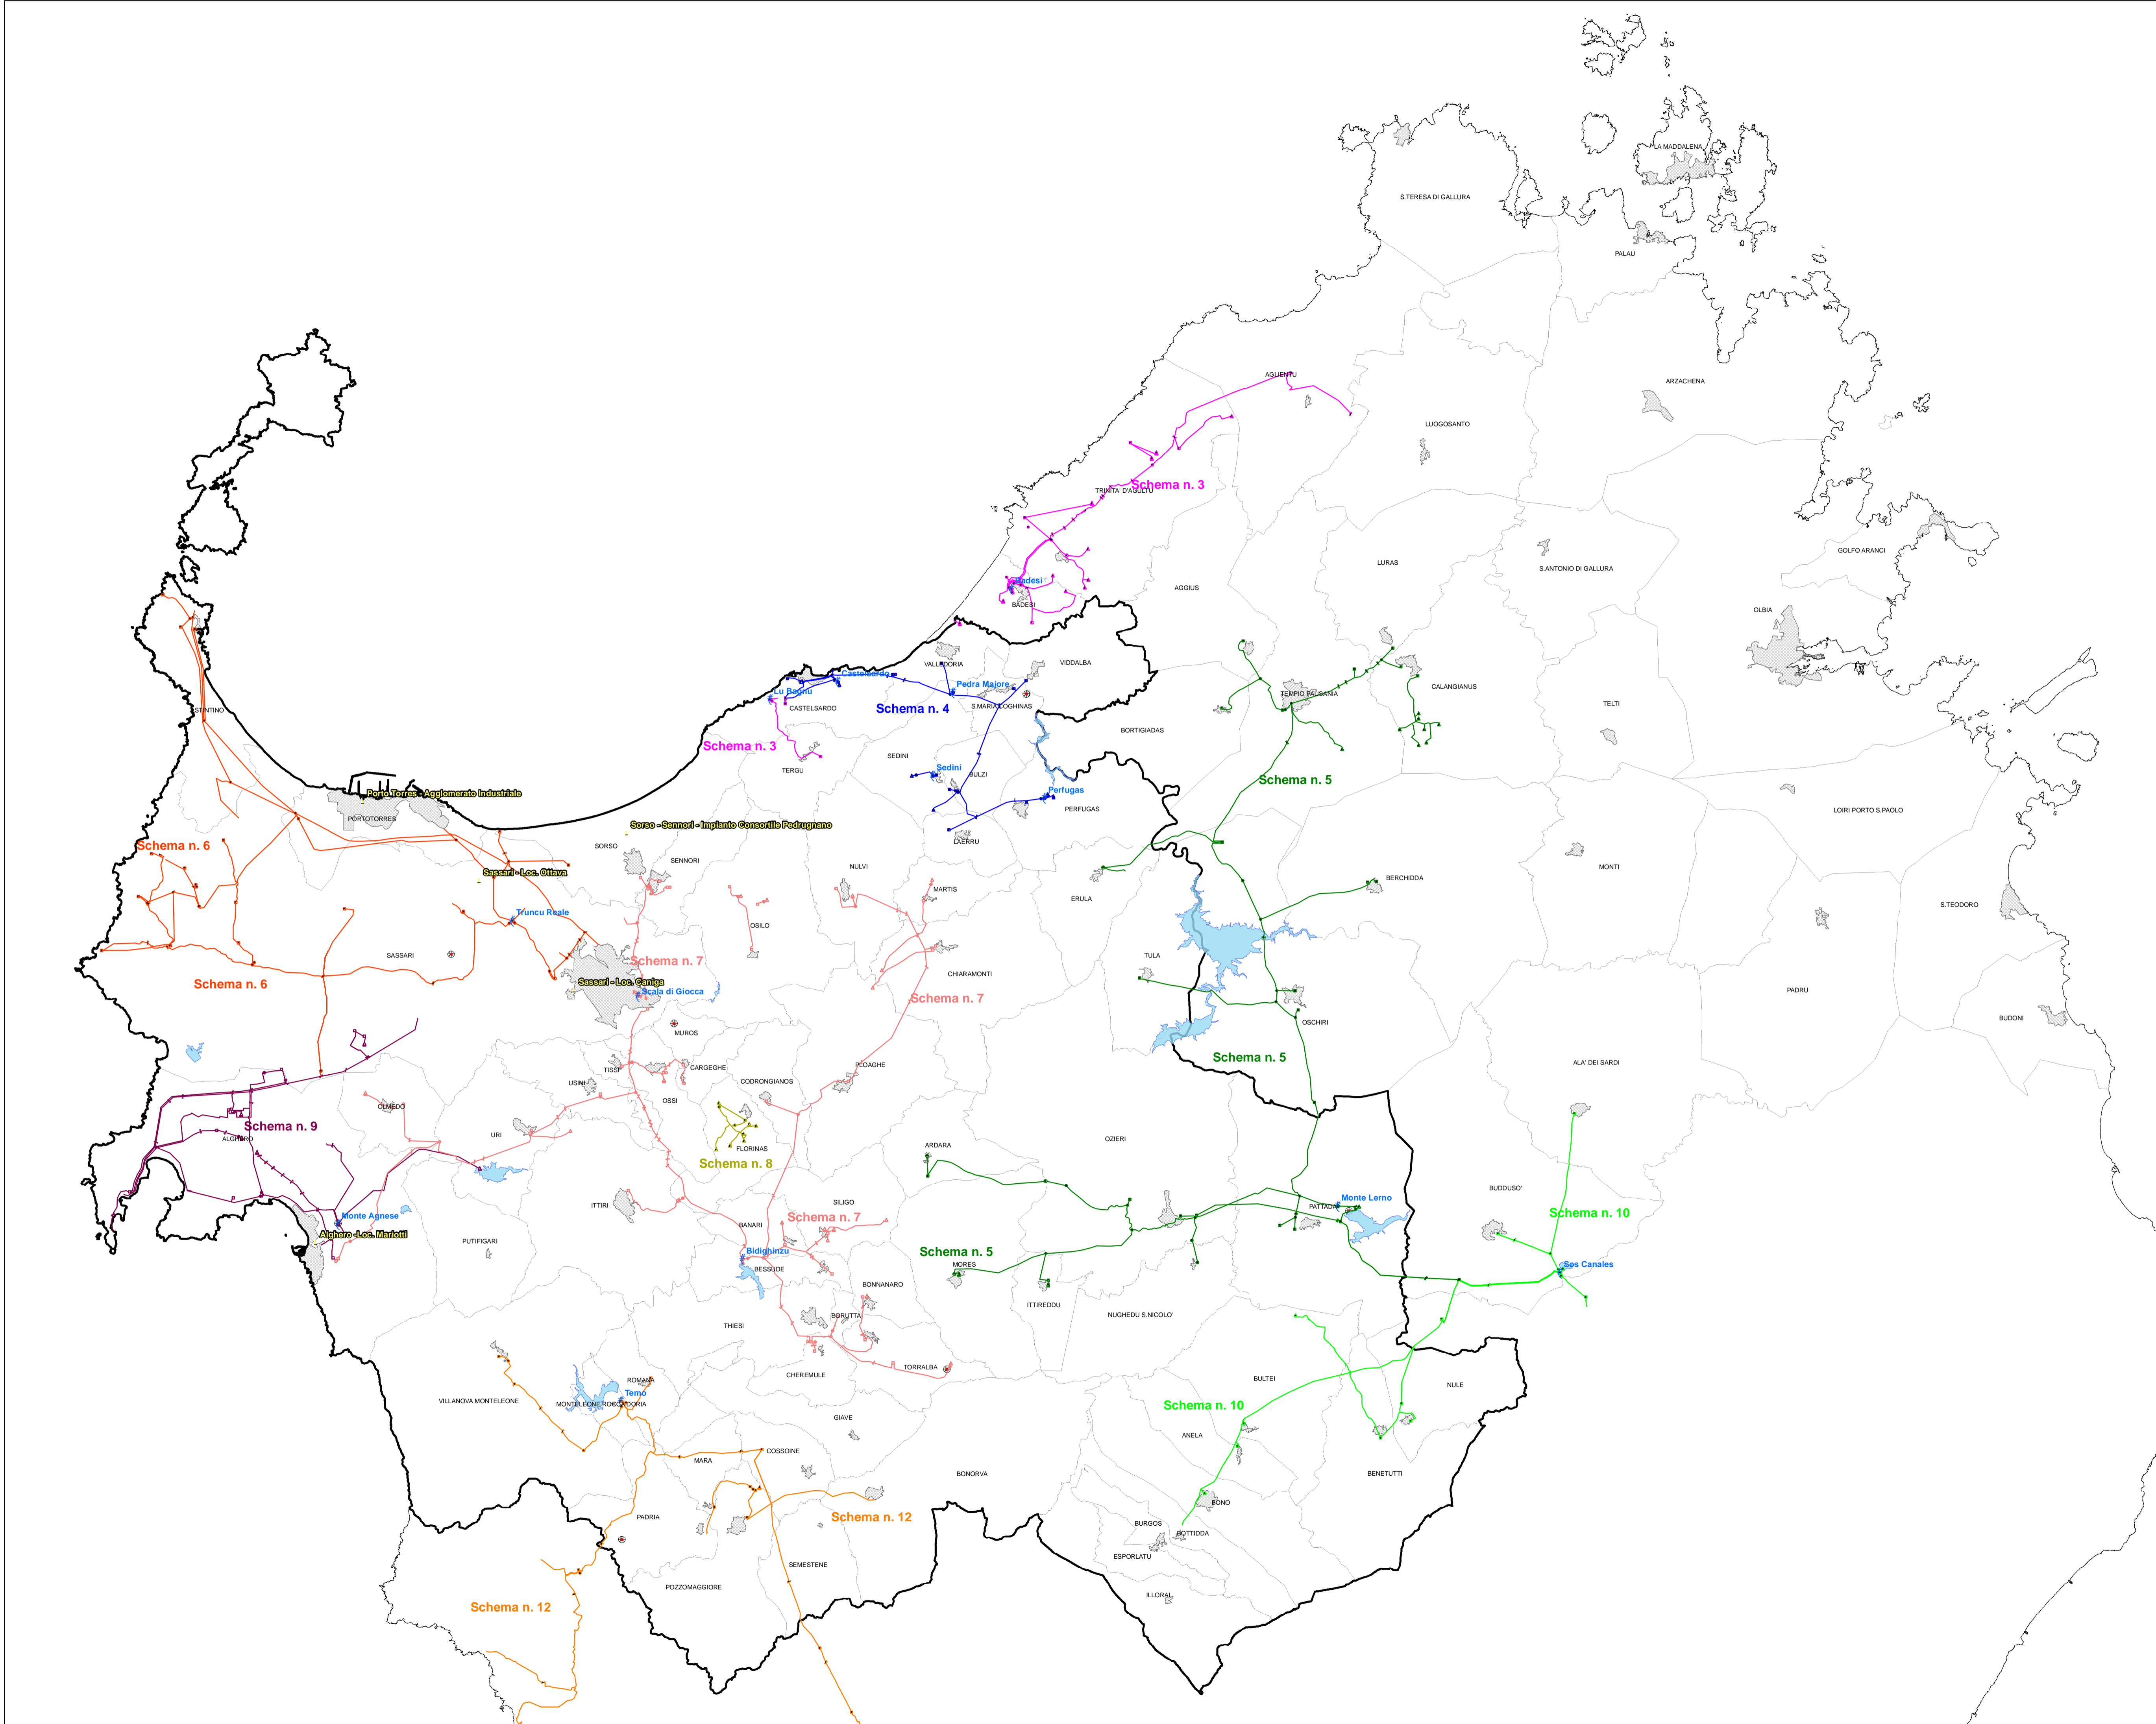 LA MADDALENA
S.TERESA DI GALLURA
PALAU
AGLIENTU
ARZACHENA
LUOGOSANTO
Schema n. 3
TRINITA' D'AGULTU
GOLFO ARANCI
LURAS
S.ANTONIO DI GALLURA
Badesi
AGGIUS
BADESI
OLBIA
VALLEDORIA
VIDDALBA
Castelsardo
Pedra Majore
CALANGIANUS
Lu Bagnu
TEMPIO PAUSANIA
CASTELSARDO
Schema n. 4
S.MARIA COGHINAS
TELTI
STINTINO
BORTIGIADAS
Schema n. 3
SEDINI
TERGU
Sedini
BULZI
Schema n. 5
Porto Torres - Agglomerato Industriale
Perfugas
PERFUGAS
LOIRI PORTO S.PAOLO
PORTOTORRES
Sorso - Sennori - Impianto Consortile Pedrugnano
Schema n. 6
SORSO
LAERRU
SENNORI
NULVI
MONTI
Sassari - Loc. Ottava
BERCHIDDA
MARTIS
ERULA
S.TEODORO
Truncu Reale
OSILO
SASSARI
TULA
Schema n. 7
CHIARAMONTI
Schema n. 6
Sassari - Loc. Caniga
Scala di Giocca
PADRU
Schema n. 7
BUDONI
OSCHIRI
MUROS
Schema n. 5
ALA' DEI SARDI
PLOAGHE
TISSI
CARGEGHE
USINI
CODRONGIANOS
OSSI
OLMEDO
Schema n. 9
URI
ALGHERO
OZIERI
ARDARA
FLORINAS
Schema n. 8
BUDDUSO'
Monte Lerno
SILIGO
ITTIRI
PATTADA
Schema n. 10
Monte Agnese
Schema n. 7
BANARI
Alghero - Loc. Mariotti
PUTIFIGARI
Schema n. 5
Bidighinzu
MORES
Sos Canales
BESSUDE
BONNANARO
ITTIREDDU
NUGHEDU S.NICOLO'
BORUTTA
THIESI
TORRALBA
CHEREMULE
BULTEI
ROMANA
NULE
Temo
VILLANOVA MONTELEONE
MONTELEONE ROCCADORIA
Schema n. 10
GIAVE
ANELA
COSSOINE
MARA
BONORVA
BENETUTTI
BONO
PADRIA
Schema n. 12
BURGOS
BOTTIDDA
ESPORLATU
SEMESTENE
POZZOMAGGIORE
ILLORAI
Schema n. 12